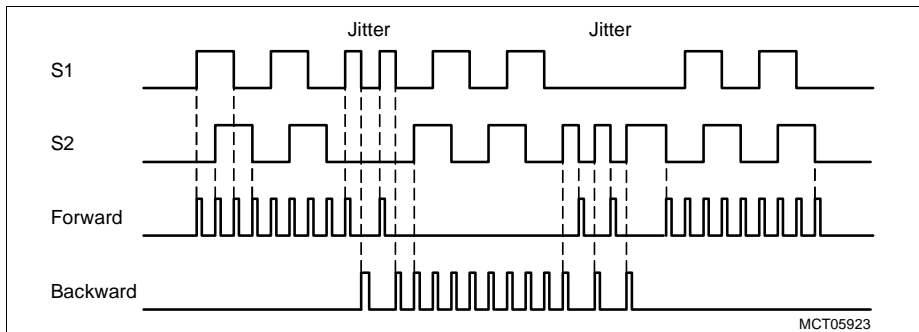 Jitter Jitter
S1
S2
Forward
Backward
MCT05923